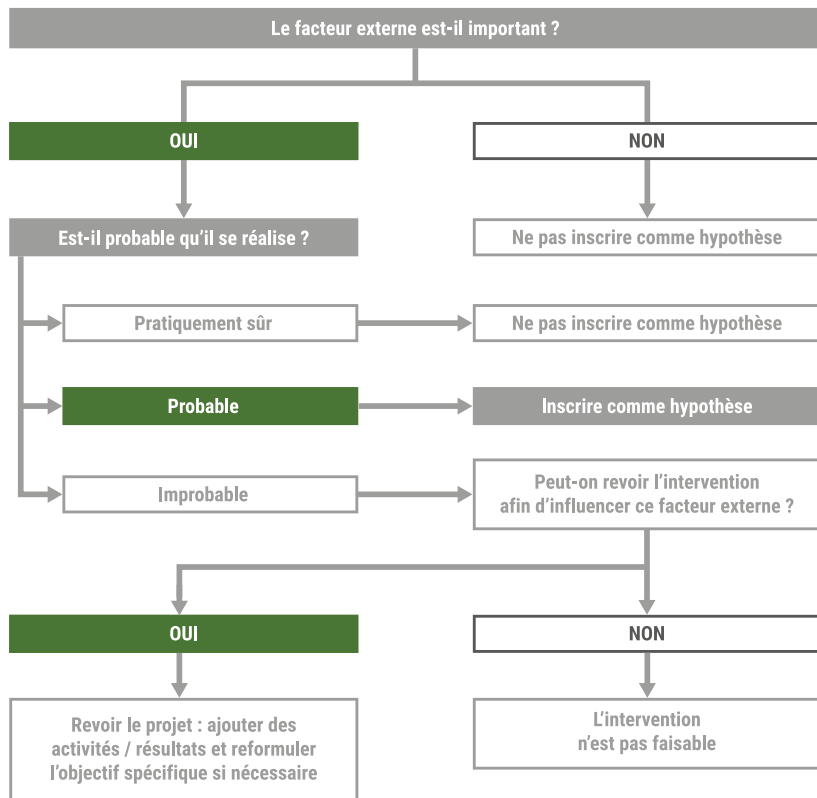 Le facteur externe est-il important ?
OUI
NON
Est-il probable qu'il se réalise ?
Ne pas inscrire comme hypothèse
Pratiquement sûr
Ne pas inscrire comme hypothèse
Probable
Inscrire comme hypothèse
Improbable
Peut-on revoir l'intervention
afin d'influencer ce facteur externe ?
OUI
NON
Revoir le projet : ajouter des
activités / résultats et reformuler
l'objectif spécifique si nécessaire
L'intervention
n'est pas faisable